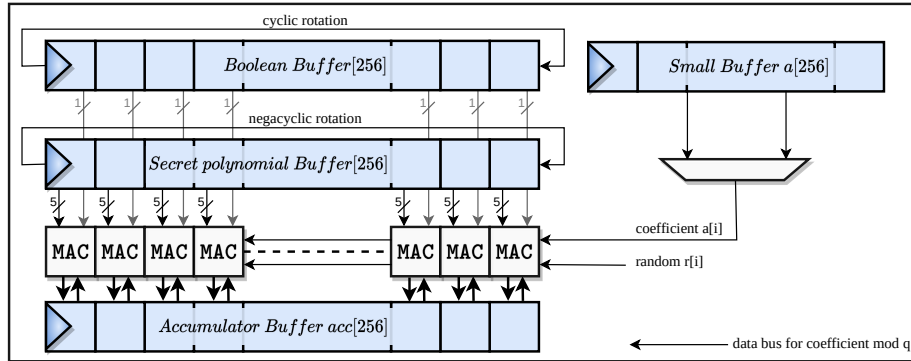 cyclic rotation
Boolean Buffer[256]
Small Buffer a[256]
1 1 1 1 1 1 1
negacyclic rotation
Secret polynomial Buffer[256]
5 5 5 5 5 5 5
MAC MAC MAC MAC MAC MAC MAC
coefficient a[i]
random r[i]
Accumulator Buffer acc[256]
data bus for coefficient mod q